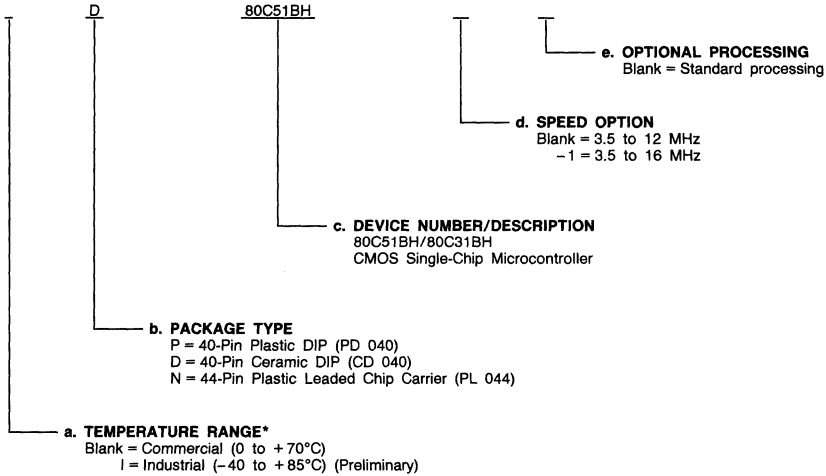 D 80C51BH
e. OPTIONAL PROCESSING
Blank = Standard processing
d. SPEED OPTION
Blank = 3.5 to 12 MHz
−1 = 3.5 to 16 MHz
c. DEVICE NUMBER/DESCRIPTION
80C51BH/80C31BH
CMOS Single-Chip Microcontroller
b. PACKAGE TYPE
P = 40-Pin Plastic DIP (PD 040)
D = 40-Pin Ceramic DIP (CD 040)
N = 44-Pin Plastic Leaded Chip Carrier (PL 044)
a. TEMPERATURE RANGE*
Blank = Commercial (0 to +70°C)
I = Industrial (−40 to +85°C) (Preliminary)